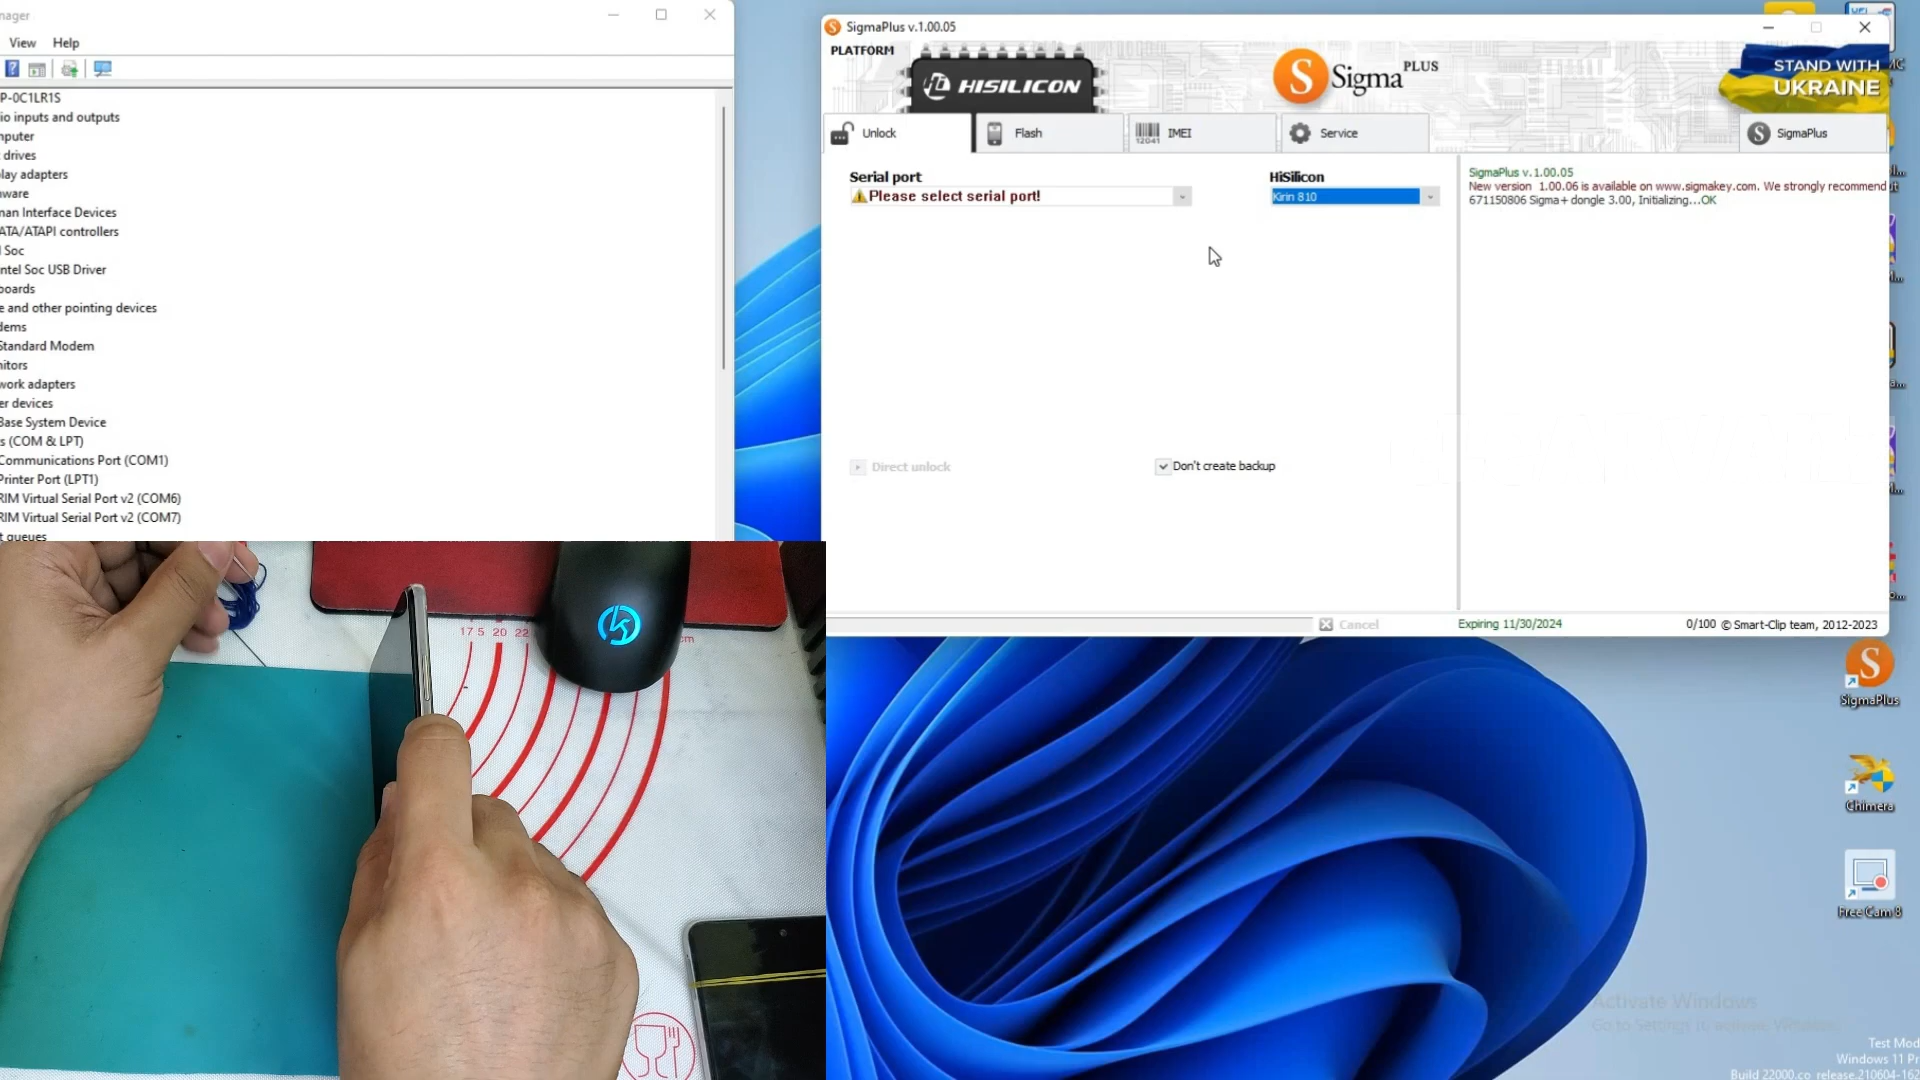 nager
View Help
P-0C1LR1S
io inputs and outputs
nputer
drives
lay adapters
ware
nan Interface Devices
ATA/ATAPI controllers
l Soc
ntel Soc USB Driver
boards
e and other pointing devices
dems
Standard Modem
nitors
work adapters
er devices
Base System Device
s (COM & LPT)
Communications Port (COM1)
Printer Port (LPT1)
RIM Virtual Serial Port v2 (COM6)
RIM Virtual Serial Port v2 (COM7)
t queues
SigmaPlus v.1.00.05
PLATFORM
HISILICON
S Sigma PLUS
STAND WITH
UKRAINE
Unlock
Flash
IMEI
Service
SigmaPlus
Serial port
Please select serial port!
HiSilicon
Kirin 810
SigmaPlus v.1.00.05
New version 1.00.06 is available on www.sigmakey.com. We strongly recommend
671150806 Sigma+ dongle 3.00, Initializing...OK
Direct unlock
Don't create backup
Cancel
Expiring 11/30/2024
0/100 © Smart-Clip team, 2012-2023
17 5 20 22
cm
SigmaPlus
Chimera
Free Cam 8
Activate Windows
Test Mod
Windows 11 Pr
Build 22000.co_release.210604-162